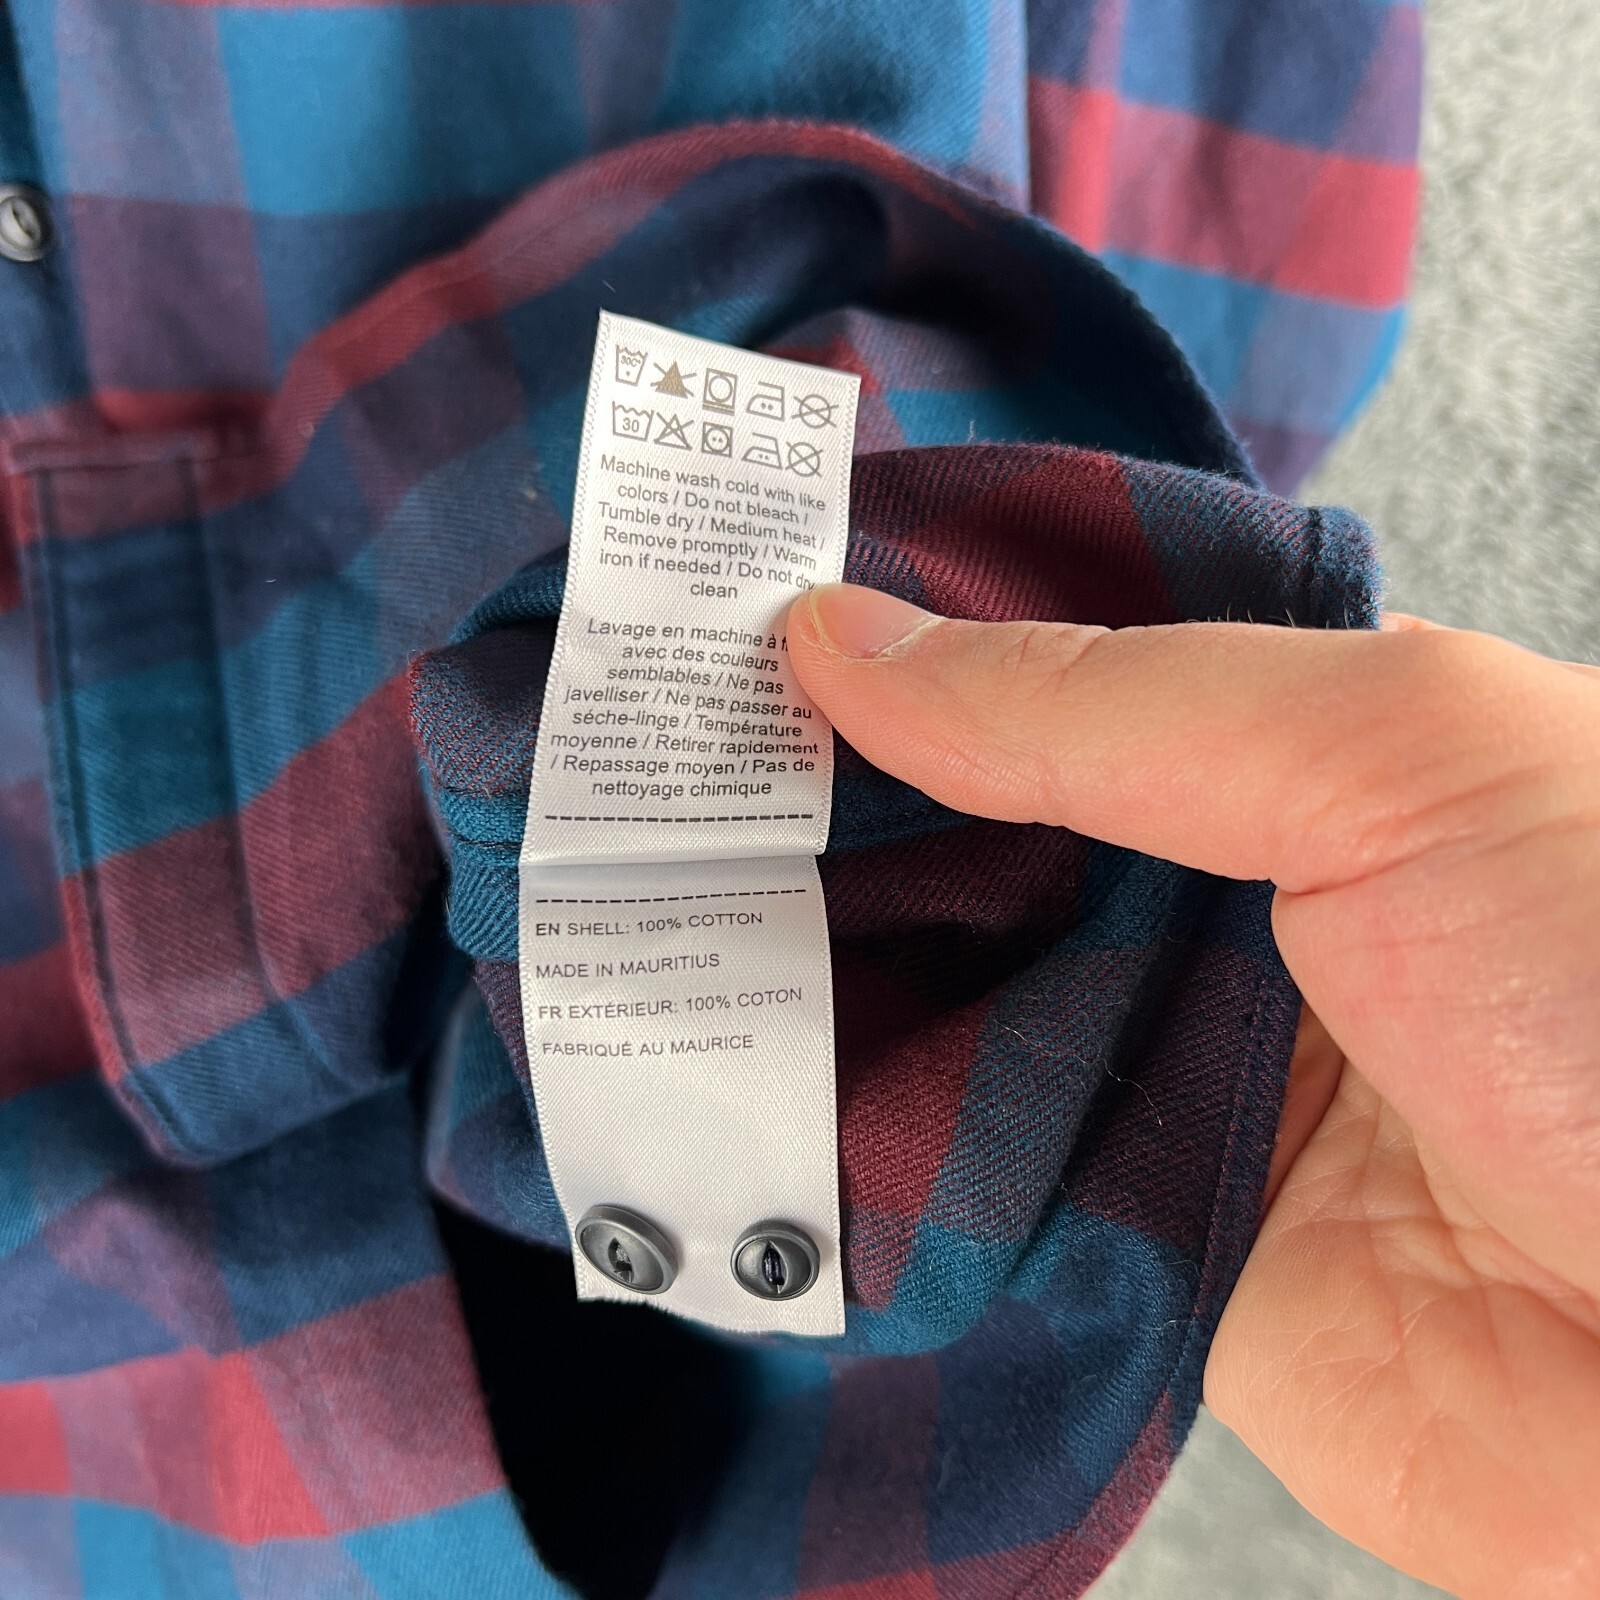 30C°
30
Machine wash cold with like
colors / Do not bleach /
Tumble dry / Medium heat /
Remove promptly / Warm
iron if needed / Do not dry
clean
Lavage en machine à
avec des couleurs
semblables / Ne pas
javelliser / Ne pas passer au
séche-linge / Température
moyenne / Retirer rapidement
/ Repassage moyen / Pas de
nettoyage chimique
EN SHELL: 100% COTTON
MADE IN MAURITIUS
FR EXTÉRIEUR: 100% COTON
FABRIQUÉ AU MAURICE